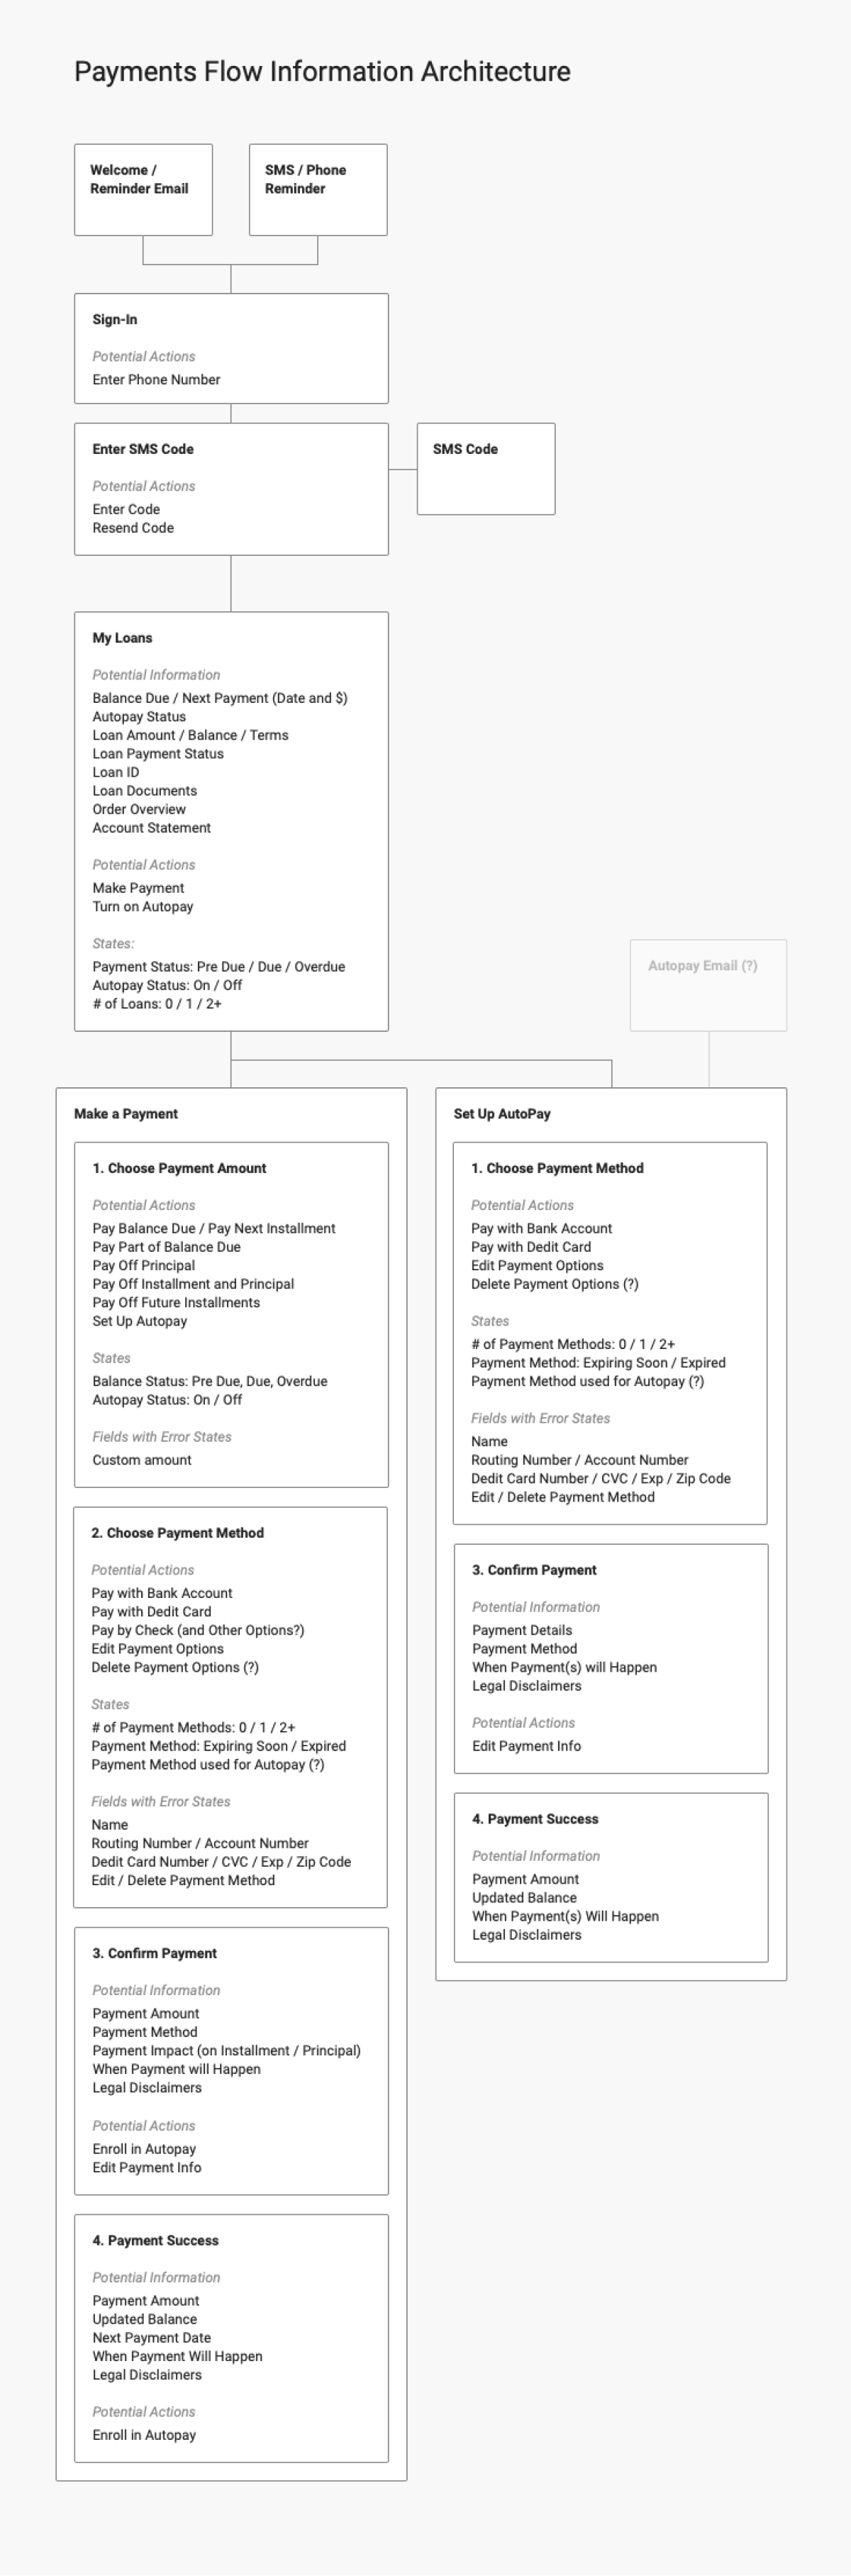 Payments Flow Information Architecture
Welcome /
Reminder Email
SMS / Phone
Reminder
Sign-In
Potential Actions
Enter Phone Number
Enter SMS Code
Potential Actions
Enter Code
Resend Code
SMS Code
My Loans
Potential Information
Balance Due / Next Payment (Date and $)
Autopay Status
Loan Amount / Balance / Terms
Loan Payment Status
Loan ID
Loan Documents
Order Overview
Account Statement
Potential Actions
Make Payment
Turn on Autopay
States:
Payment Status: Pre Due / Due / Overdue
Autopay Status: On / Off
# of Loans: 0 / 1 / 2+
Autopay Email (?)
Make a Payment
1. Choose Payment Amount
Potential Actions
Pay Balance Due / Pay Next Installment
Pay Part of Balance Due
Pay Off Principal
Pay Off Installment and Principal
Pay Off Future Installments
Set Up Autopay
States
Balance Status: Pre Due, Due, Overdue
Autopay Status: On / Off
Fields with Error States
Custom amount
2. Choose Payment Method
Potential Actions
Pay with Bank Account
Pay with Dedit Card
Pay by Check (and Other Options?)
Edit Payment Options
Delete Payment Options (?)
States
# of Payment Methods: 0 / 1 / 2+
Payment Method: Expiring Soon / Expired
Payment Method used for Autopay (?)
Fields with Error States
Name
Routing Number / Account Number
Dedit Card Number / CVC / Exp / Zip Code
Edit / Delete Payment Method
3. Confirm Payment
Potential Information
Payment Amount
Payment Method
Payment Impact (on Installment / Principal)
When Payment will Happen
Legal Disclaimers
Potential Actions
Enroll in Autopay
Edit Payment Info
4. Payment Success
Potential Information
Payment Amount
Updated Balance
Next Payment Date
When Payment Will Happen
Legal Disclaimers
Potential Actions
Enroll in Autopay
Set Up AutoPay
1. Choose Payment Method
Potential Actions
Pay with Bank Account
Pay with Dedit Card
Edit Payment Options
Delete Payment Options (?)
States
# of Payment Methods: 0 / 1 / 2+
Payment Method: Expiring Soon / Expired
Payment Method used for Autopay (?)
Fields with Error States
Name
Routing Number / Account Number
Dedit Card Number / CVC / Exp / Zip Code
Edit / Delete Payment Method
3. Confirm Payment
Potential Information
Payment Details
Payment Method
When Payment(s) will Happen
Legal Disclaimers
Potential Actions
Edit Payment Info
4. Payment Success
Potential Information
Payment Amount
Updated Balance
When Payment(s) Will Happen
Legal Disclaimers